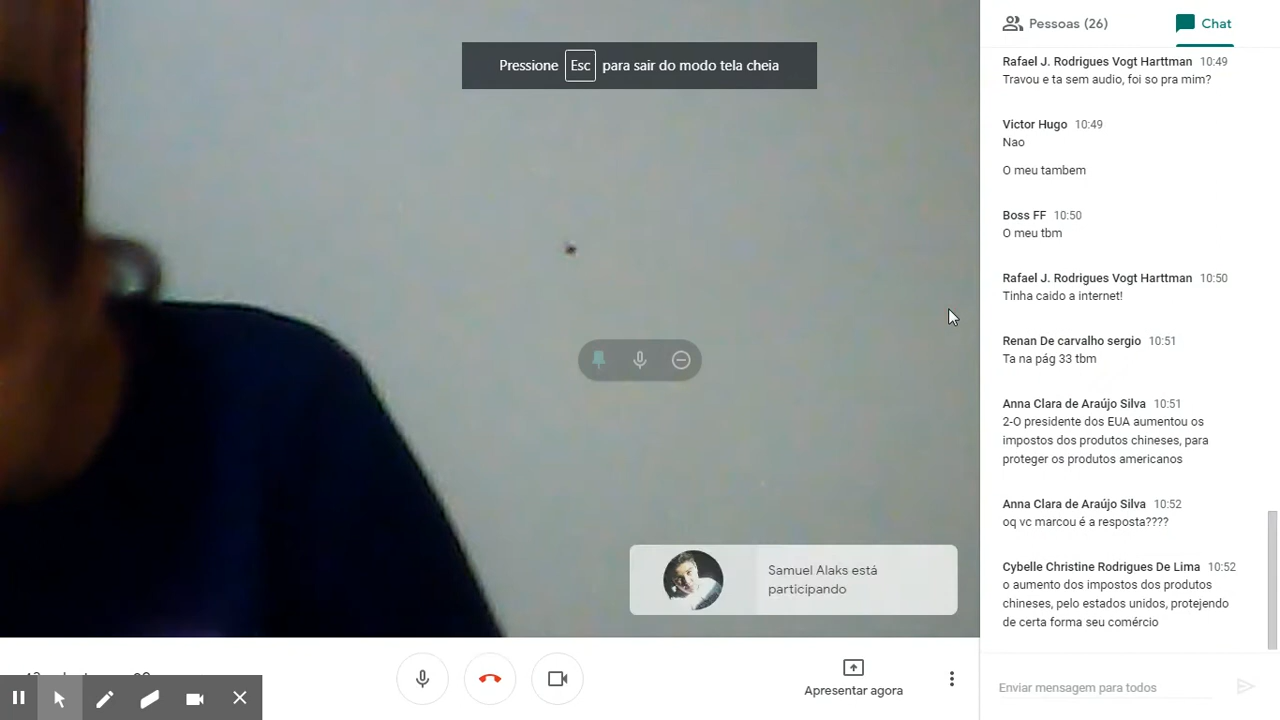 Pressione Esc para sair do modo tela cheia
Samuel Alaks está
participando
Apresentar agora
Pessoas (26)
Chat
Rafael J. Rodrigues Vogt Harttman 10:49
Travou e ta sem audio, foi so pra mim?
Victor Hugo 10:49
Nao
O meu tambem
Boss FF 10:50
O meu tbm
Rafael J. Rodrigues Vogt Harttman 10:50
Tinha caido a internet!
Renan De carvalho sergio 10:51
Ta na pág 33 tbm
Anna Clara de Araújo Silva 10:51
2-O presidente dos EUA aumentou os
impostos dos produtos chineses, para
proteger os produtos americanos
Anna Clara de Araújo Silva 10:52
oq vc marcou é a resposta????
Cybelle Christine Rodrigues De Lima 10:52
o aumento dos impostos dos produtos
chineses, pelo estados unidos, protejendo
de certa forma seu comércio
Enviar mensagem para todos